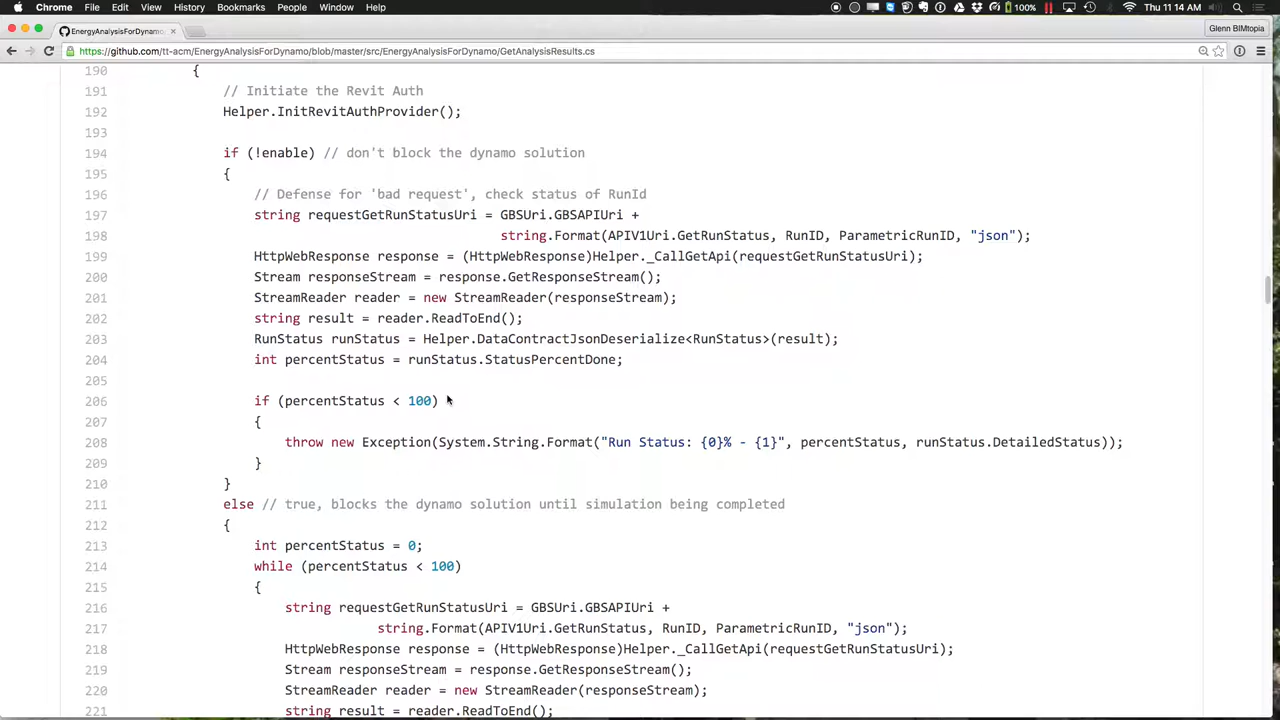 Chrome File Edit View History Bookmarks People Window Help 100% Thu 11:14 AM
EnergyAnalysisForDynamo Glenn BIMtopia
https://github.com/tt-acm/EnergyAnalysisForDynamo/blob/master/src/EnergyAnalysisForDynamo/GetAnalysisResults.cs
190 {
191 // Initiate the Revit Auth
192 Helper.InitRevitAuthProvider();
193
194 if (!enable) // don't block the dynamo solution
195 {
196 // Defense for 'bad request', check status of RunId
197 string requestGetRunStatusUri = GBSUri.GBSAPIUri +
198 string.Format(APIV1Uri.GetRunStatus, RunID, ParametricRunID, "json");
199 HttpWebResponse response = (HttpWebResponse)Helper._CallGetApi(requestGetRunStatusUri);
200 Stream responseStream = response.GetResponseStream();
201 StreamReader reader = new StreamReader(responseStream);
202 string result = reader.ReadToEnd();
203 RunStatus runStatus = Helper.DataContractJsonDeserialize<RunStatus>(result);
204 int percentStatus = runStatus.StatusPercentDone;
205
206 if (percentStatus < 100)
207 {
208 throw new Exception(System.String.Format("Run Status: {0}% - {1}", percentStatus, runStatus.DetailedStatus));
209 }
210 }
211 else // true, blocks the dynamo solution until simulation being completed
212 {
213 int percentStatus = 0;
214 while (percentStatus < 100)
215 {
216 string requestGetRunStatusUri = GBSUri.GBSAPIUri +
217 string.Format(APIV1Uri.GetRunStatus, RunID, ParametricRunID, "json");
218 HttpWebResponse response = (HttpWebResponse)Helper._CallGetApi(requestGetRunStatusUri);
219 Stream responseStream = response.GetResponseStream();
220 StreamReader reader = new StreamReader(responseStream);
221 string result = reader.ReadToEnd();